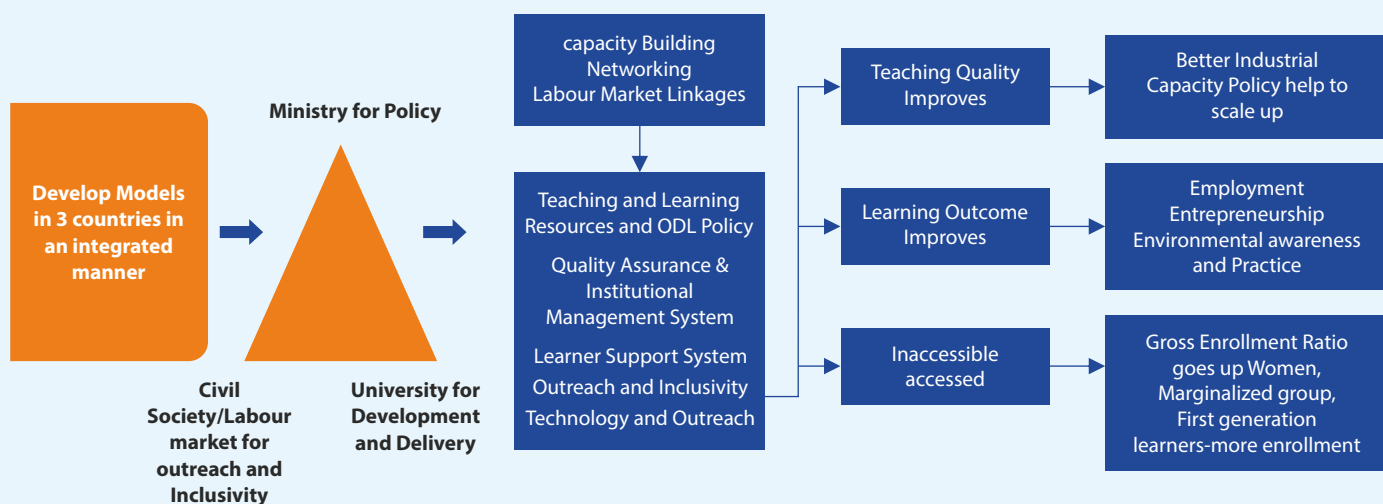 Develop Models
in 3 countries in
an integrated
manner
Ministry for Policy
Civil
Society/Labour
market for
outreach and
Inclusivity
University for
Development
and Delivery
capacity Building
Networking
Labour Market Linkages
Teaching and Learning
Resources and ODL Policy
Quality Assurance &
Institutional
Management System
Learner Support System
Outreach and Inclusivity
Technology and Outreach
Teaching Quality
Improves
Better Industrial
Capacity Policy help to
scale up
Learning Outcome
Improves
Employment
Entrepreneurship
Environmental awareness
and Practice
Inaccessible
accessed
Gross Enrollment Ratio
goes up Women,
Marginalized group,
First generation
learners-more enrollment